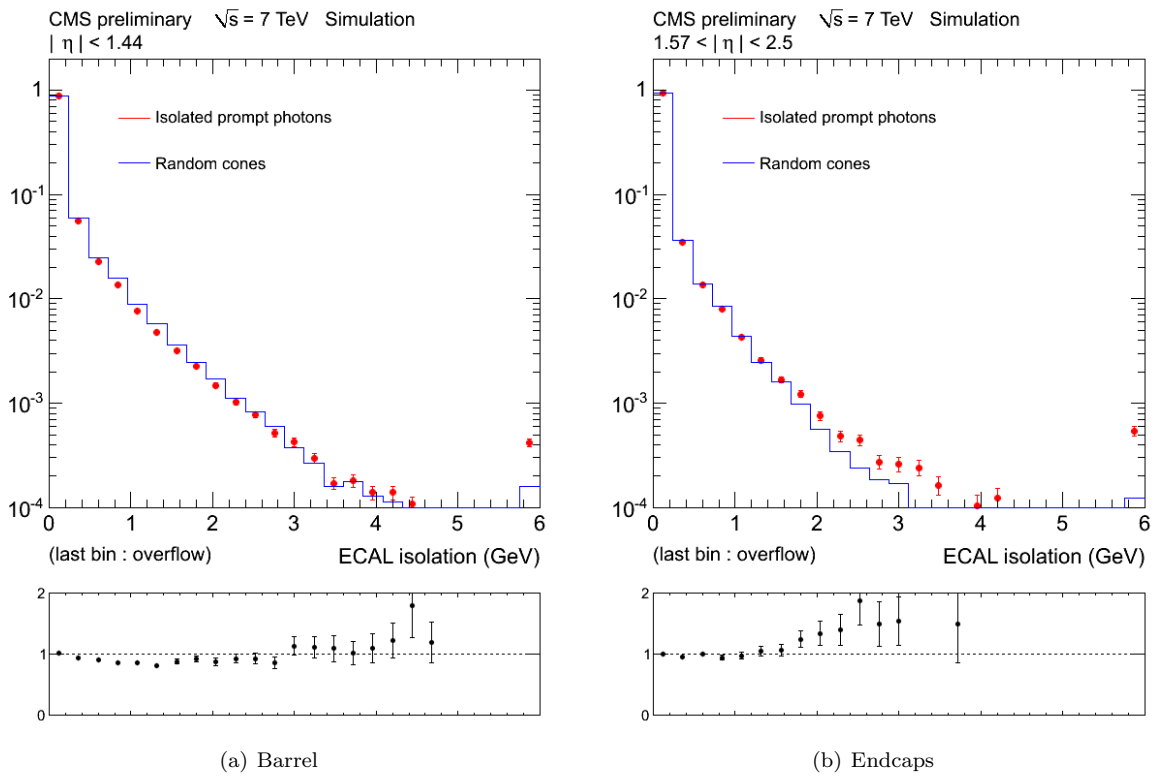 CMS preliminary √s = 7 TeV Simulation
| η | < 1.44
1
10⁻¹
10⁻²
10⁻³
10⁻⁴
Isolated prompt photons
Random cones
0 1 2 3 4 5 6
(last bin : overflow) ECAL isolation (GeV)
2
1
0
(a) Barrel
CMS preliminary √s = 7 TeV Simulation
1.57 < | η | < 2.5
1
10⁻¹
10⁻²
10⁻³
10⁻⁴
Isolated prompt photons
Random cones
0 1 2 3 4 5 6
(last bin : overflow) ECAL isolation (GeV)
2
1
0
(b) Endcaps